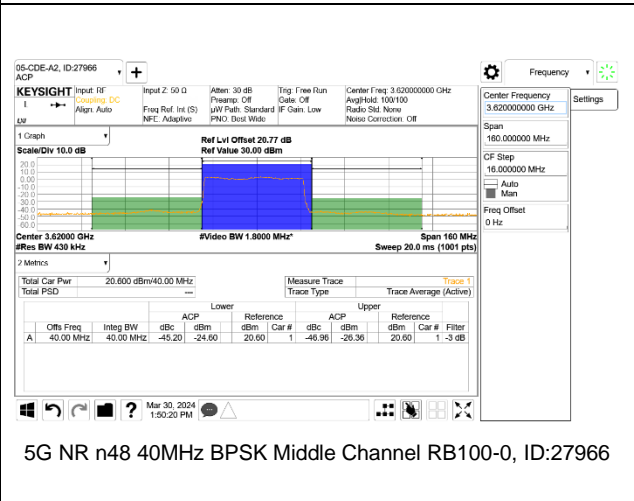 05-CDE-A2, ID:27966
ACP
Frequency
KEYSIGHT Input: RF Input Z: 50 Ω Atten: 30 dB Trig: Free Run Center Freq: 3.620000000 GHz
Coupling: DC Preamp: Off Gate: Off Avg|Hold: 100/100
Align: Auto Freq Ref: Int (S) µW Path: Standard IF Gain: Low Radio Std: None
NFE: Adaptive PNO: Best Wide Noise Correction: Off
Center Frequency
3.620000000 GHz
Settings
Span
160.000000 MHz
CF Step
16.000000 MHz
Auto
Man
Freq Offset
0 Hz
1 Graph
Scale/Div 10.0 dB
Ref Lvl Offset 20.77 dB
Ref Value 30.00 dBm
20.0
10.0
0.00
-10.0
-20.0
-30.0
-40.0
-50.0
-60.0
Center 3.62000 GHz #Video BW 1.8000 MHz* Span 160 MHz
#Res BW 430 kHz Sweep 20.0 ms (1001 pts)
2 Metrics
Total Car Pwr 20.600 dBm/40.00 MHz Measure Trace Trace 1
Total PSD --- Trace Type Trace Average (Active)
Lower Upper
ACP Reference ACP Reference
Offs Freq Integ BW dBc dBm dBm Car # dBc dBm dBm Car # Filter
A 40.00 MHz 40.00 MHz -45.20 -24.60 20.60 1 -46.96 -26.36 20.60 1 -3 dB
Mar 30, 2024
1:50:20 PM
5G NR n48 40MHz BPSK Middle Channel RB100-0, ID:27966